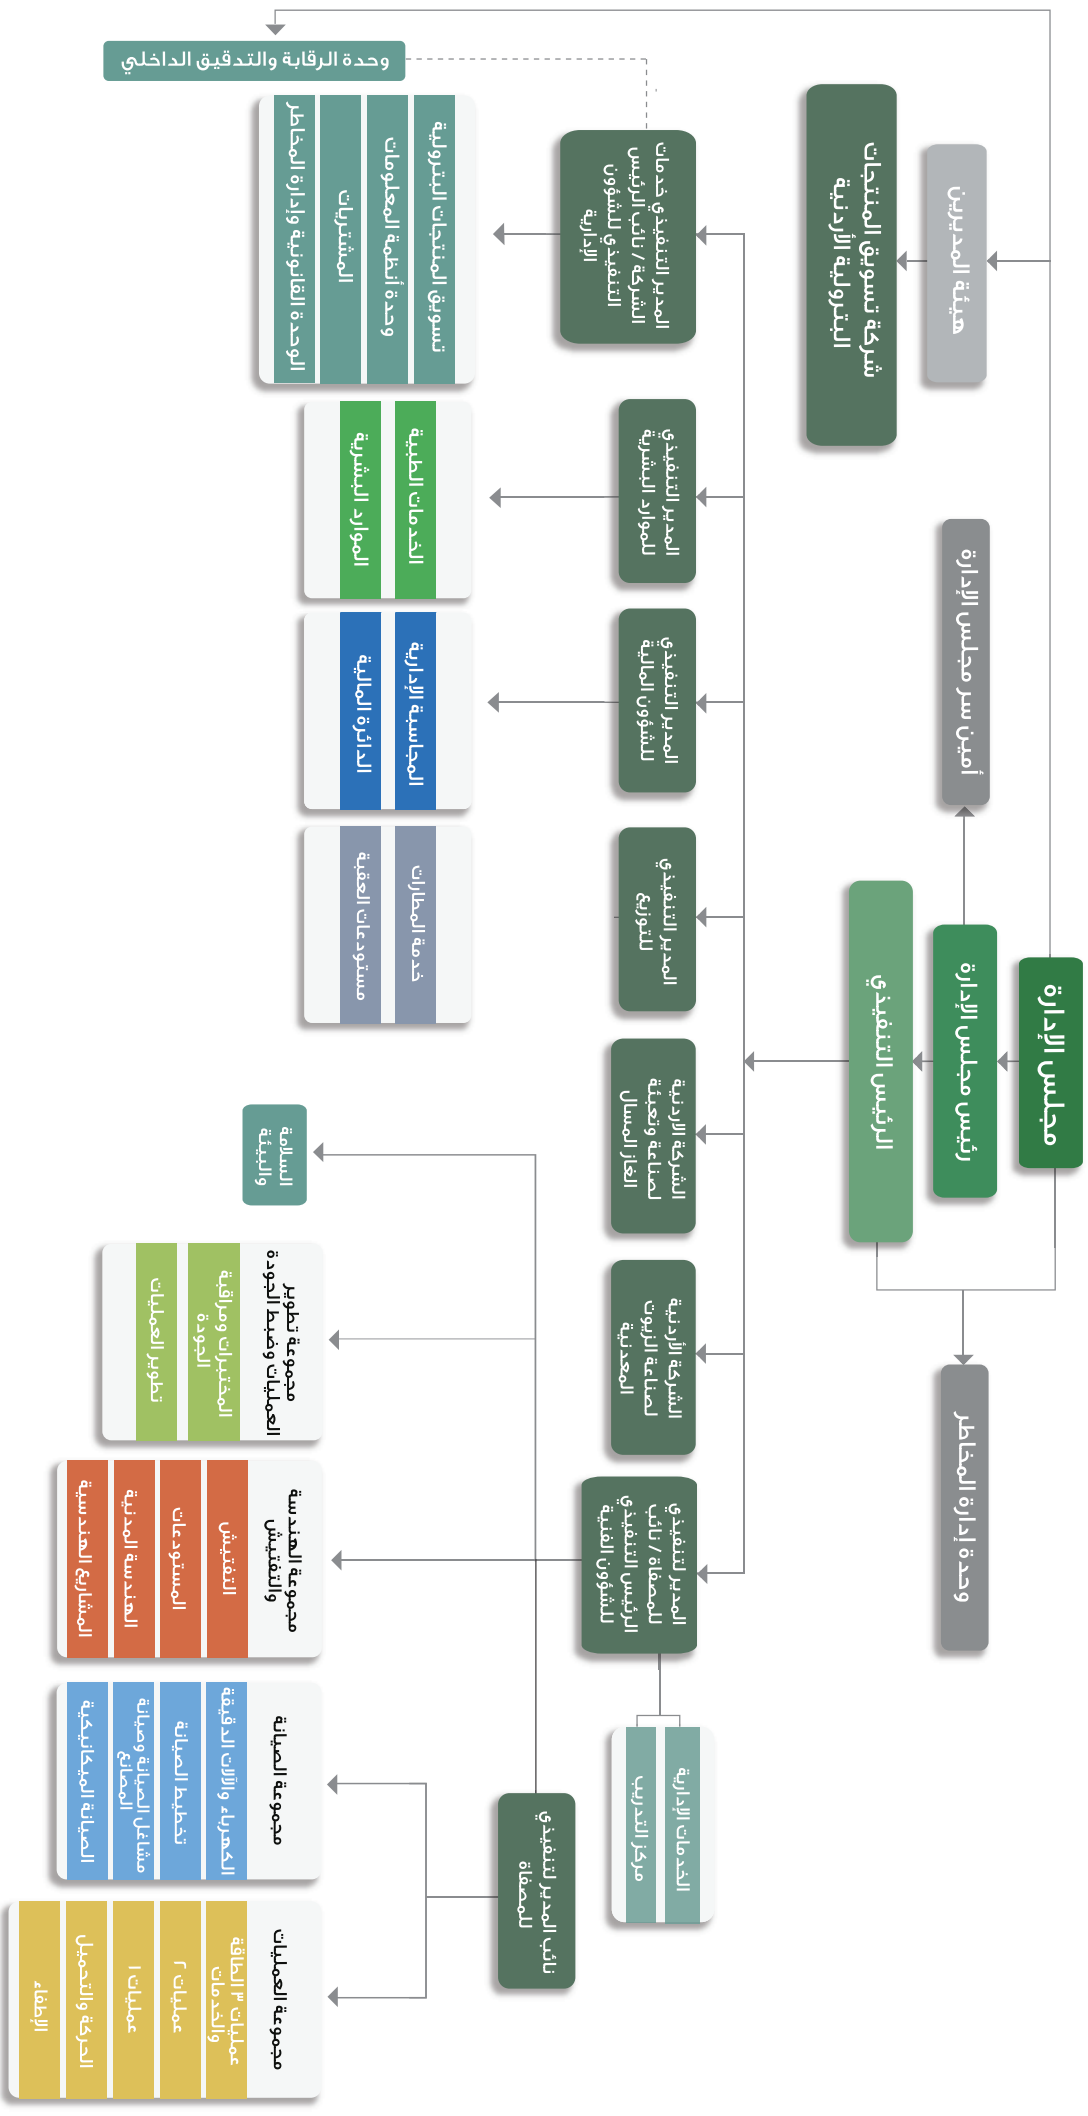 مجلس الإدارة
رئيس مجلس الإدارة
الرئيس التنفيذي
أمين سر مجلس الإدارة
وحدة إدارة المخاطر
هيئة المديرين
شركة تسويق المنتجات
البترولية الأردنية
وحدة الرقابة والتدقيق الداخلي
المدير التنفيذي خدمات
الشركة / نائب الرئيس
التنفيذي للشؤون
الإدارية
تسويق المنتجات البترولية
وحدة أنظمة المعلومات
المشتريات
الوحدة القانونية وإدارة المخاطر
المدير التنفيذي
للموارد البشرية
الخدمات الطبية
الموارد البشرية
المدير التنفيذي
للشؤون المالية
المجاسبة الإدارية
الدائرة المالية
المدير التنفيذي
للتوزيع
خدمة المطارات
مستودعات العقبة
الشركة الاردنية
لصناعة وتعبئة
الغاز المسال
الشركة الأردنية
لصناعة الزيوت
المعدنية
المدير لتنفيذي
للمصفاة / نائب
الرئيس التنفيذي
للشؤون الفنية
الخدمات الإدارية
مركز التدريب
نائب المدير لتنفيذي
للمصفاة
السلامة
والبيئة
مجموعة تطوير
العمليات وضبط الجودة
المختبرات ومراقبة
الجودة
تطوير العمليات
مجموعة الهندسة
والتفتيش
التفتيش
المستودعات
الهندسة المدنية
المشاريع الهندسية
مجموعة الصيانة
الكهرباء والآلات الدقيقة
تخطيط الصيانة
مشاغل الصيانة وصيانة
المصانع
الصيانة الميكانيكية
مجموعة العمليات
عمليات ٣ الطاقة
والخدمات
عمليات ٢
عمليات ١
الحركة والتحميل
الإطفاء